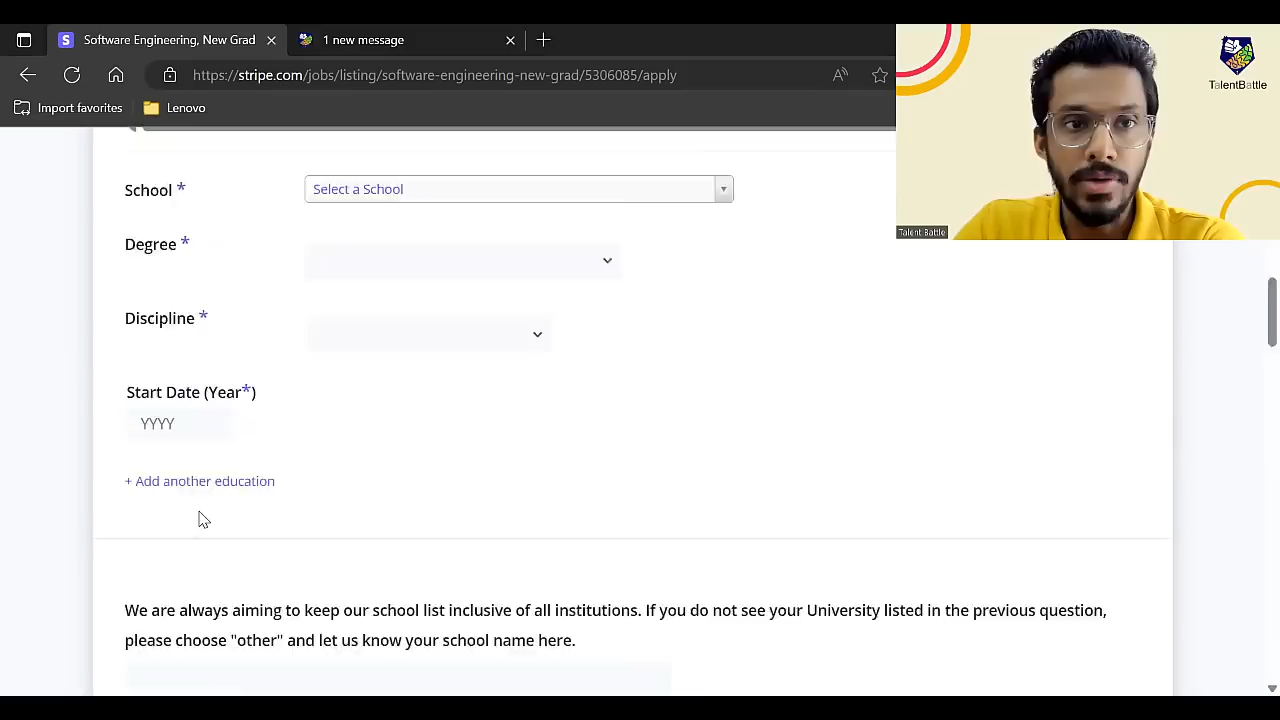 Software Engineering, New Grad
1 new message
https://stripe.com/jobs/listing/software-engineering-new-grad/5306085/apply
Import favorites
Lenovo
TalentBattle
Talent Battle
School *
Select a School
Degree *
Discipline *
Start Date (Year*)
YYYY
+ Add another education
We are always aiming to keep our school list inclusive of all institutions. If you do not see your University listed in the previous question,
please choose "other" and let us know your school name here.